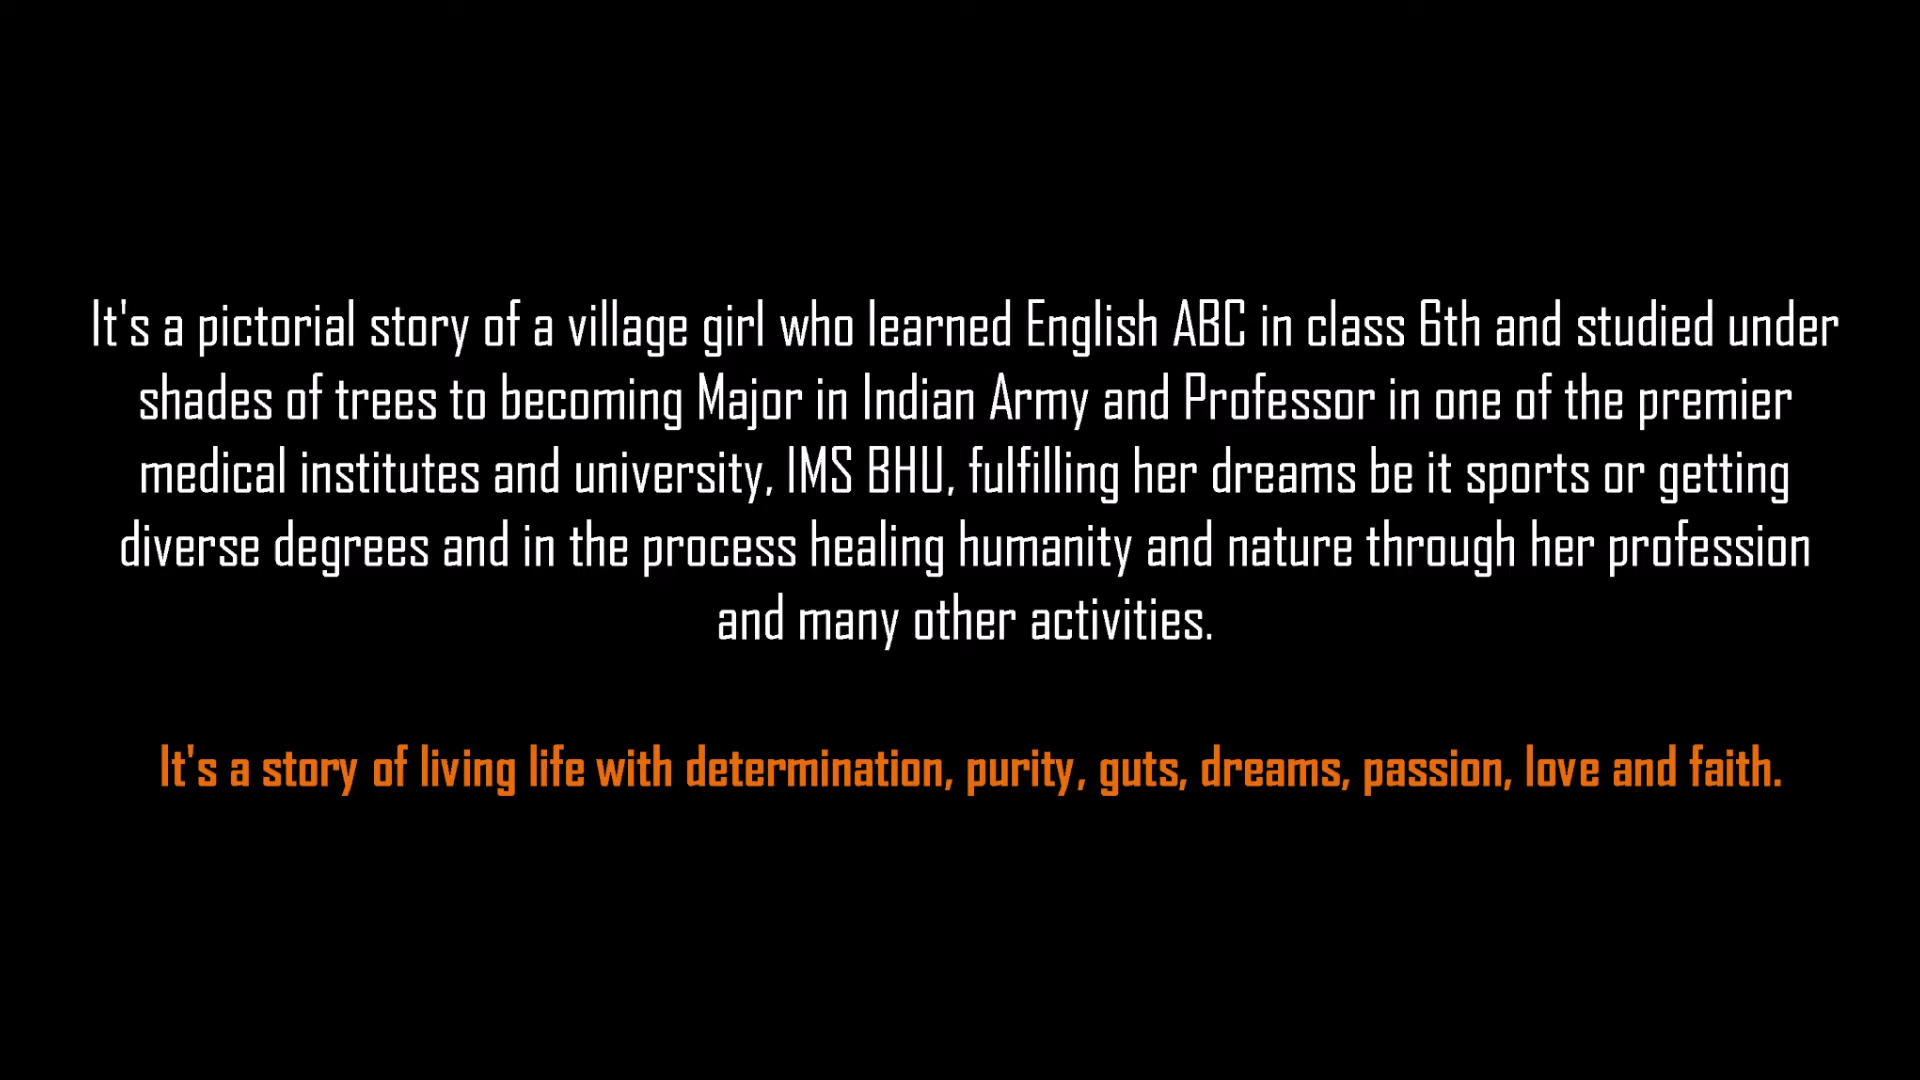 It's a pictorial story of a village girl who learned English ABC in class 6th and studied under
shades of trees to becoming Major in Indian Army and Professor in one of the premier
medical institutes and university, IMS BHU, fulfilling her dreams be it sports or getting
diverse degrees and in the process healing humanity and nature through her profession
and many other activities.
It's a story of living life with determination, purity, guts, dreams, passion, love and faith.